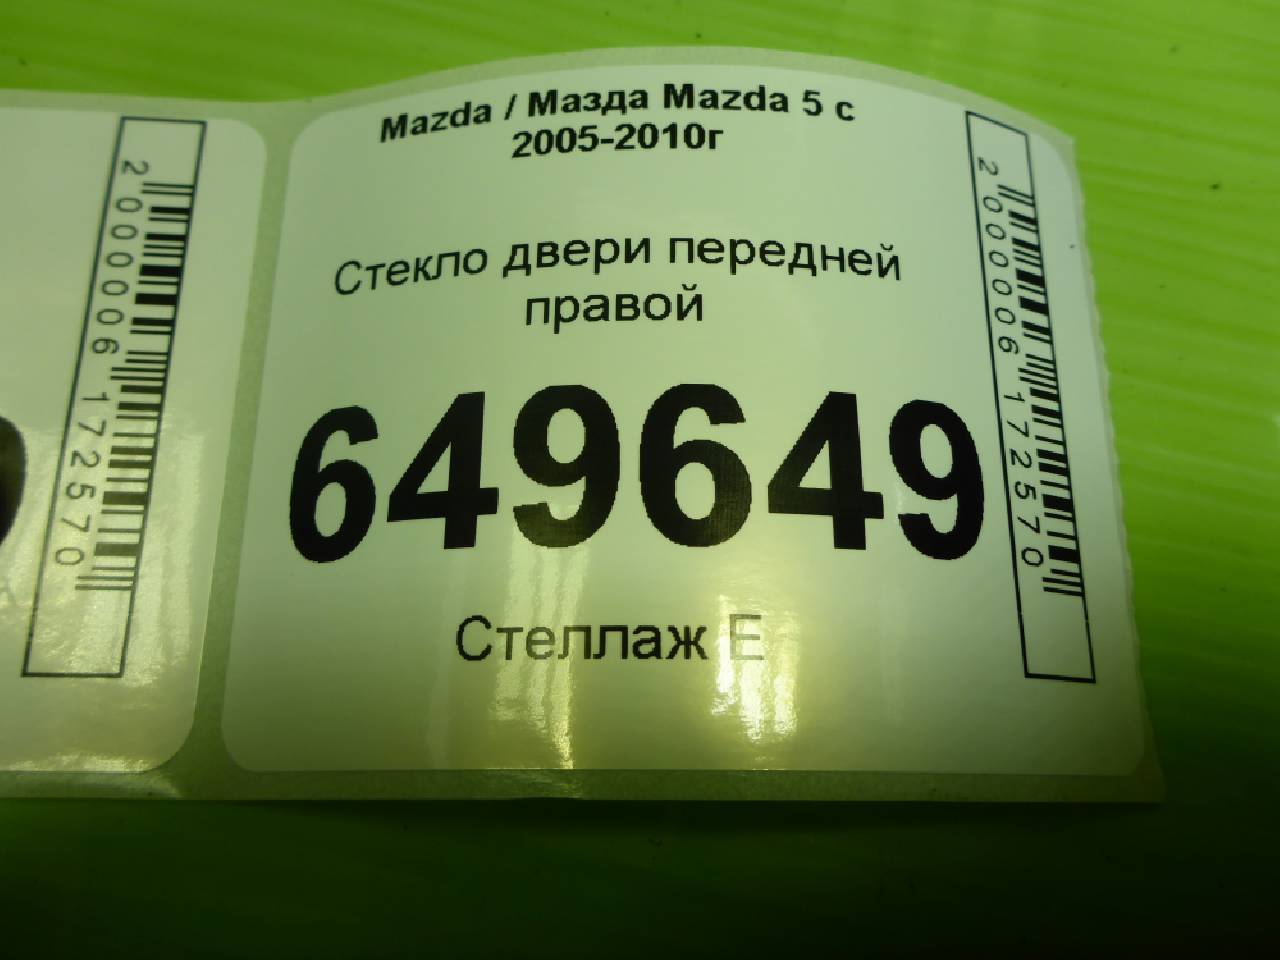 Mazda / Мазда Mazda 5 с
2005-2010г
Стекло двери передней
правой
649649
Стеллаж Е
2000006172570
2000006172570